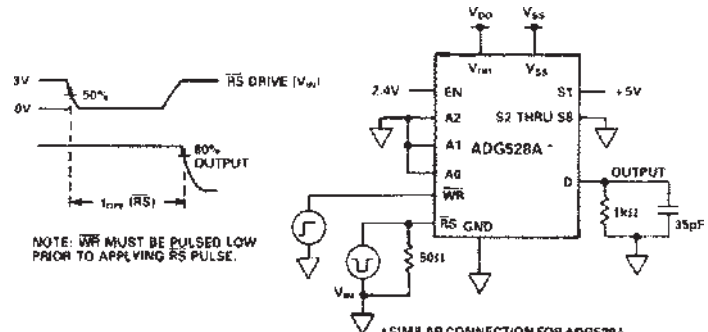 3V
0V
50%
RS DRIVE (VIN)
80%
OUTPUT
tOFF (RS)
NOTE: WR MUST BE PULSED LOW
PRIOR TO APPLYING RS PULSE.
VDD
VSS
VDD
VSS
2.4V
EN
S1
+5V
A2
S2 THRU S8
A1
ADG528A*
A0
D
OUTPUT
WR
RS
GND
1kΩ
35pF
50Ω
VIN
*SIMILAR CONNECTION FOR ADG529A